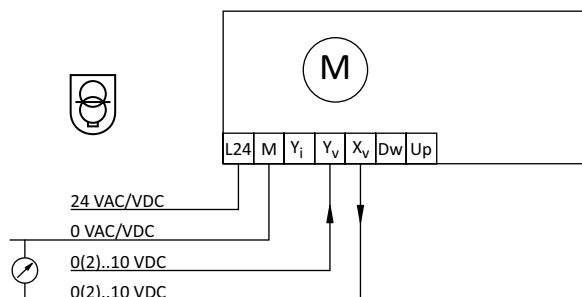 M
L24 M Yi Yv Xv Dw Up
24 VAC/VDC
0 VAC/VDC
0(2)..10 VDC
0(2)..10 VDC